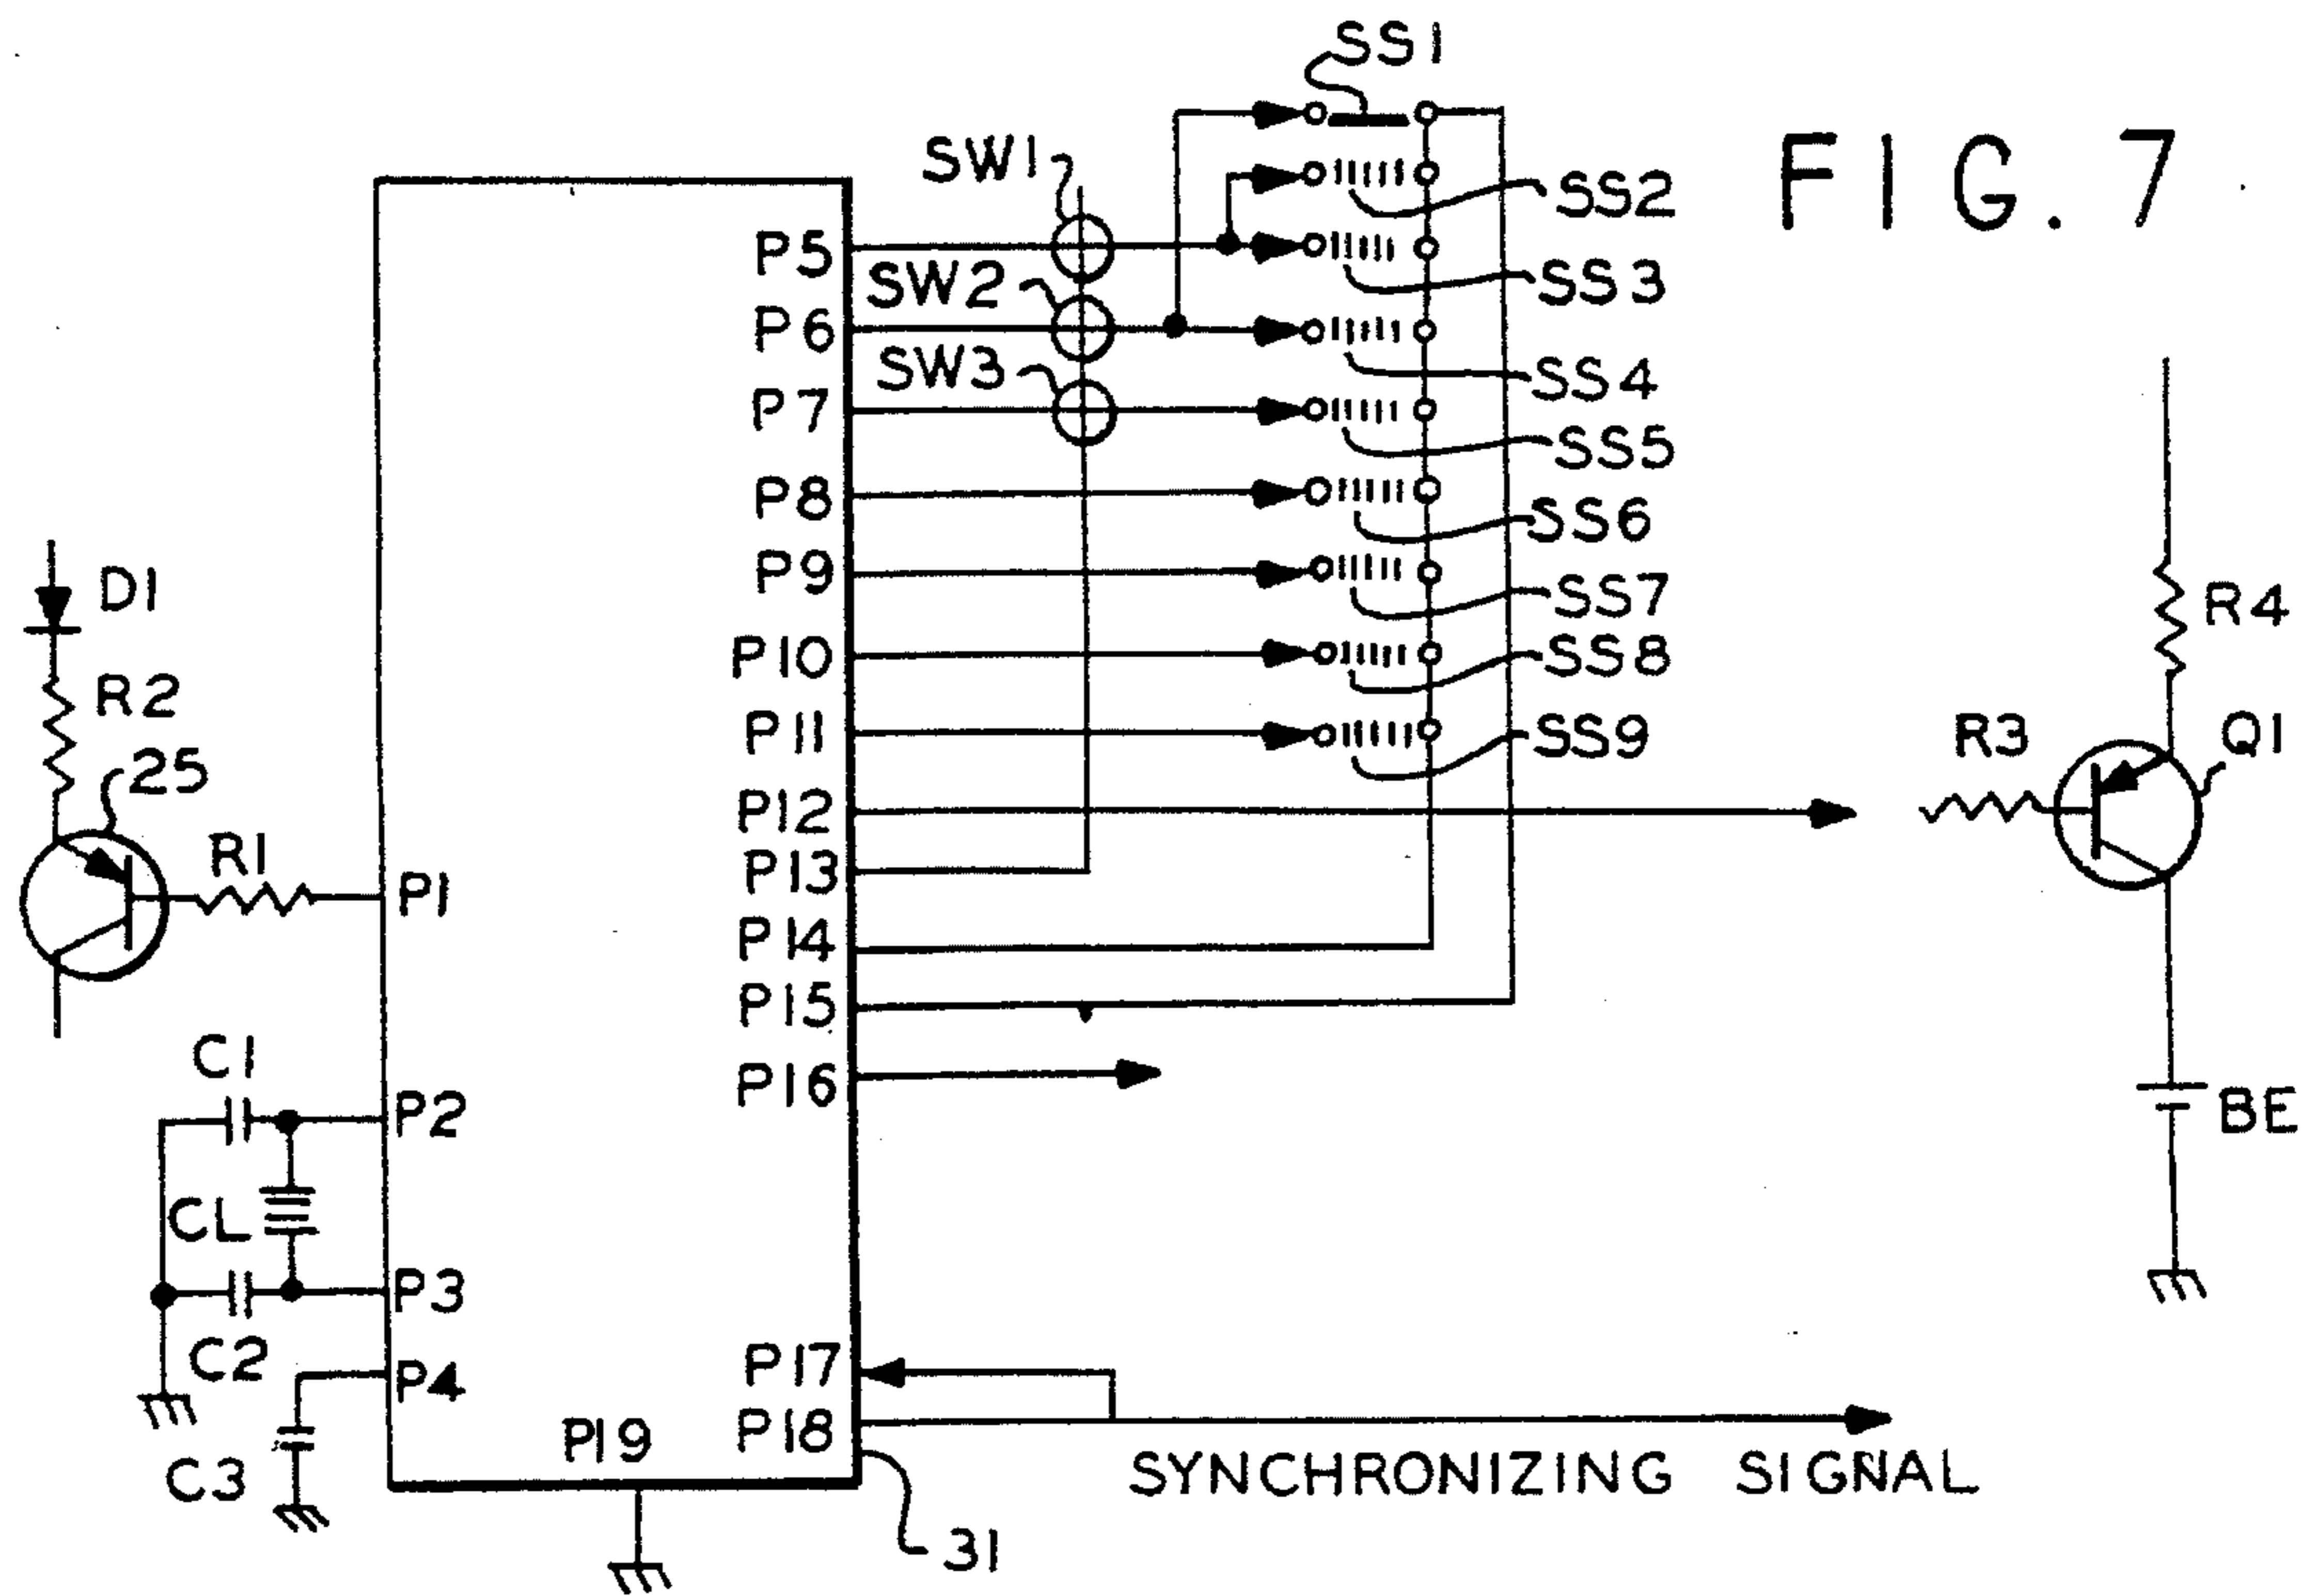 SS1
FIG. 7
SW1
SS2
P5
SS3
SW2
P6
SS4
SW3
P7
SS5
P8
SS6
P9
SS7
D1
R4
P10
SS8
R2
P11
SS9
R3
Q1
25
P12
R1
P13
P1
P14
P15
C1
P16
P2
BE
CL
P3
C2
P17
P4
P18
P19
C3
SYNCHRONIZING SIGNAL
31